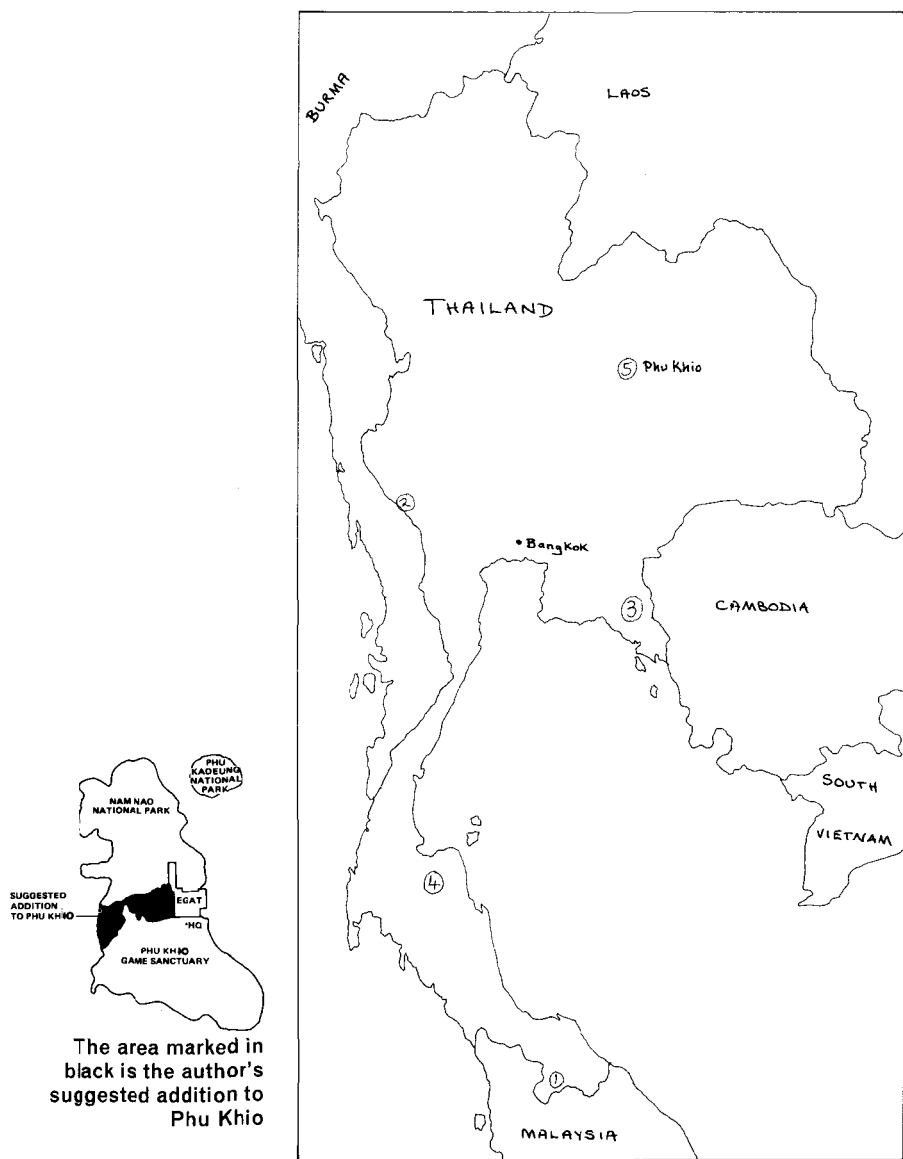 BURMA
LAOS
THAILAND
⑤ Phu Khio
②
• Bangkok
③
CAMBODIA
SOUTH
VIETNAM
④
①
MALAYSIA
PHU
KADEUNG
NATIONAL
PARK
NAM NAO
NATIONAL PARK
SUGGESTED
ADDITION
TO PHU KHIO
EGAT
HQ
PHU KHIO
GAME SANCTUARY
The area marked in
black is the author's
suggested addition to
Phu Khio